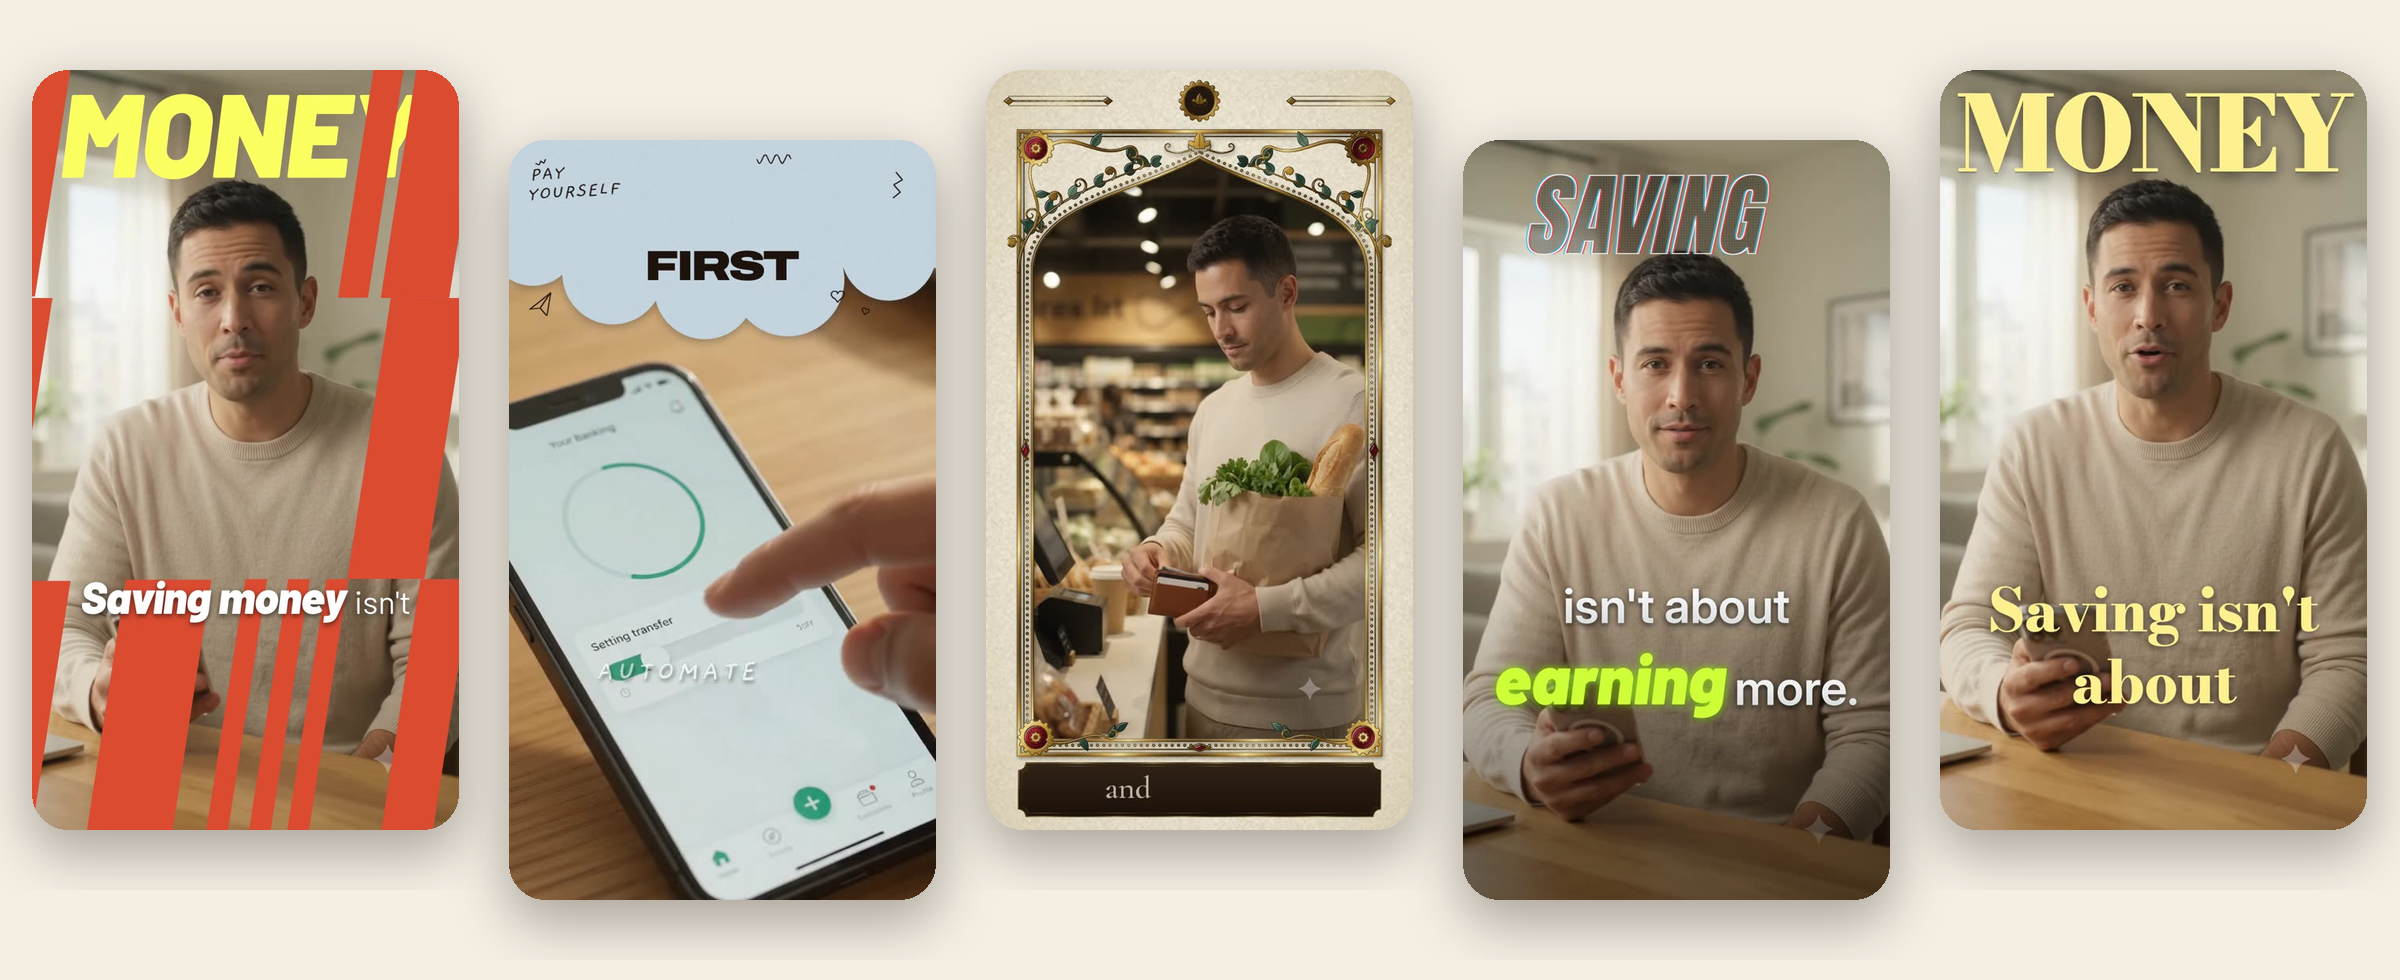 MONEY
Saving money isn't
PAY
YOURSELF
FIRST
Your Banking
Setting transfer
AUTOMATE
and
SAVING
isn't about
earning more.
MONEY
Saving isn't
about